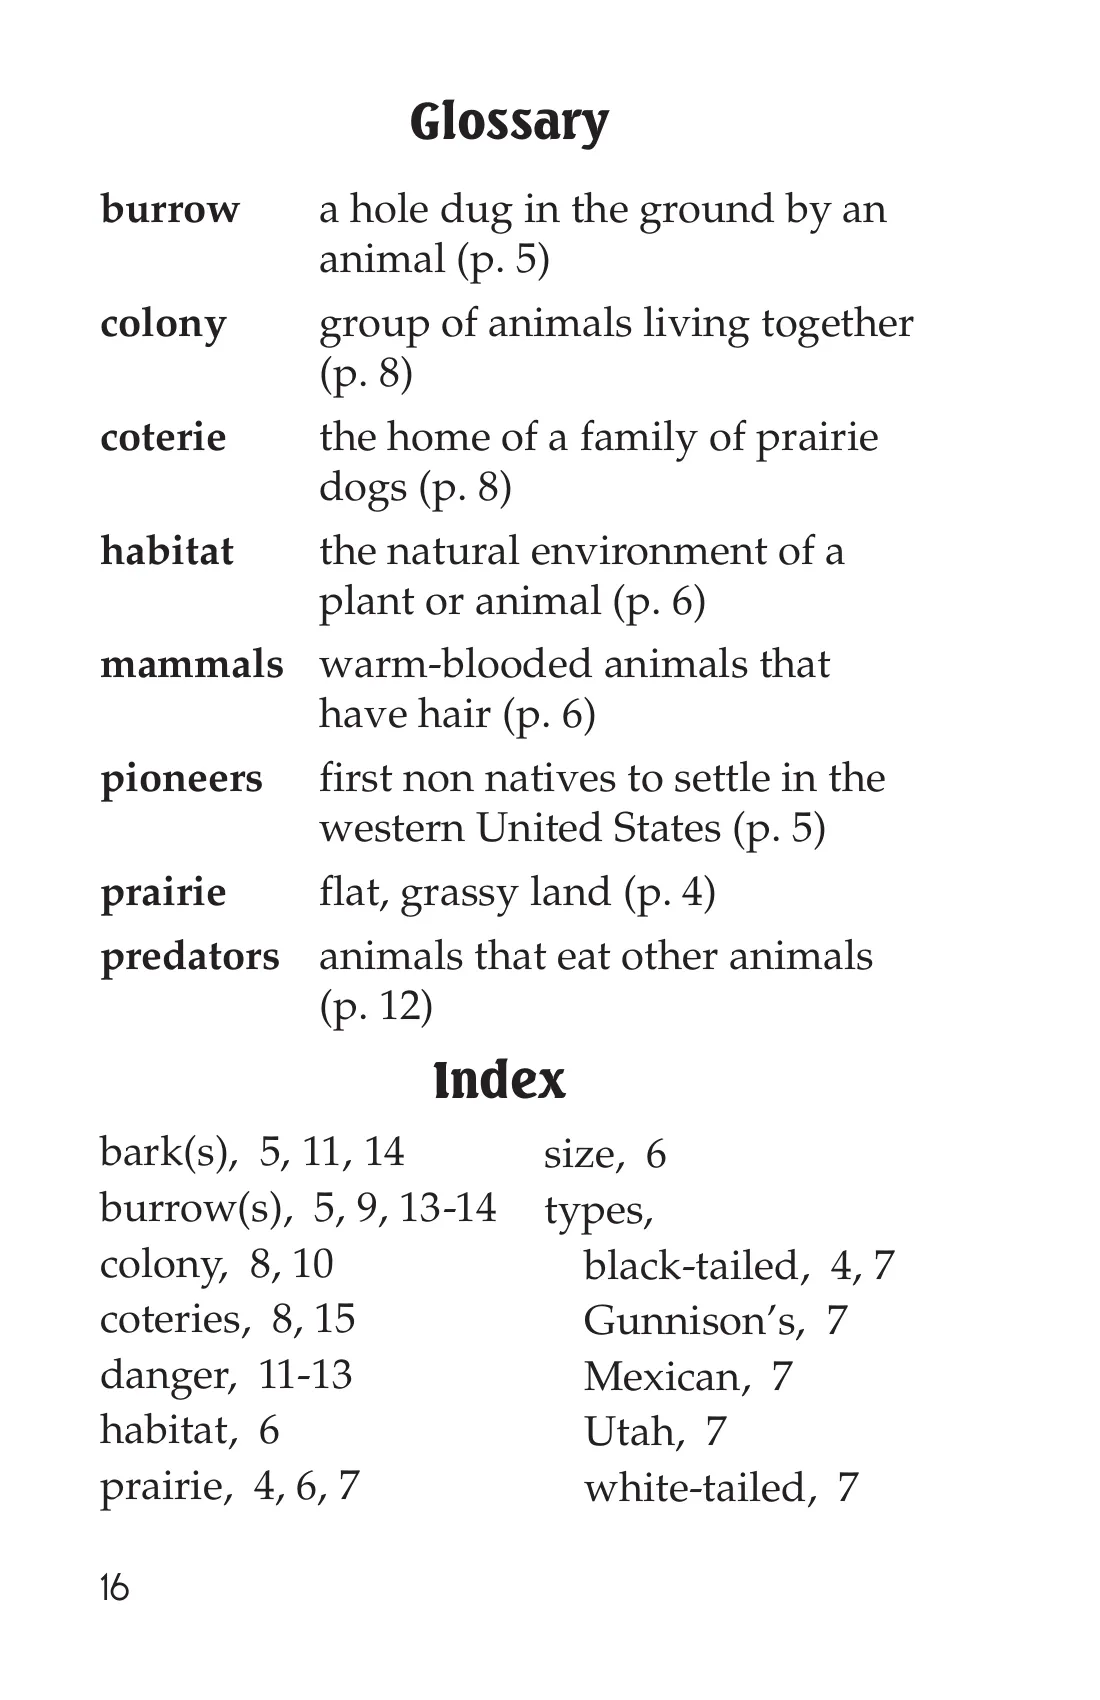 Glossary
burrow a hole dug in the ground by an
animal (p. 5)
colony group of animals living together
(p. 8)
coterie the home of a family of prairie
dogs (p. 8)
habitat the natural environment of a
plant or animal (p. 6)
mammals warm-blooded animals that
have hair (p. 6)
pioneers first non natives to settle in the
western United States (p. 5)
prairie flat, grassy land (p. 4)
predators animals that eat other animals
(p. 12)
Index
bark(s), 5, 11, 14
burrow(s), 5, 9, 13-14
colony, 8, 10
coteries, 8, 15
danger, 11-13
habitat, 6
prairie, 4, 6, 7
size, 6
types,
black-tailed, 4, 7
Gunnison’s, 7
Mexican, 7
Utah, 7
white-tailed, 7
16